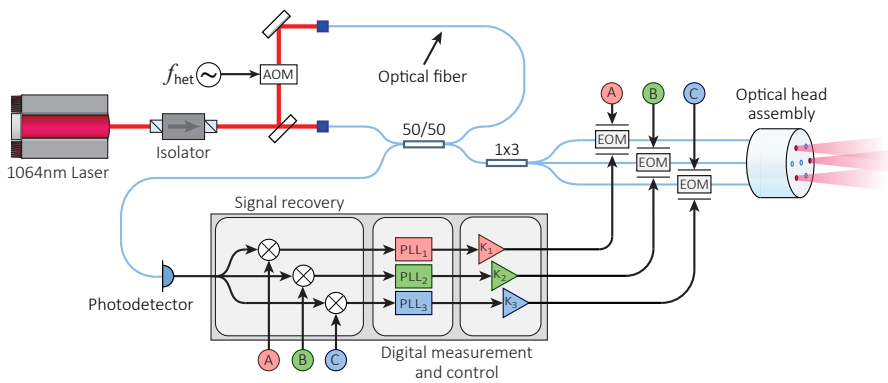 f_het
AOM
Optical fiber
1064nm Laser
Isolator
50/50
1x3
A
B
C
EOM
EOM
EOM
Optical head
assembly
Signal recovery
PLL₁
PLL₂
PLL₃
K₁
K₂
K₃
Photodetector
A
B
C
Digital measurement
and control